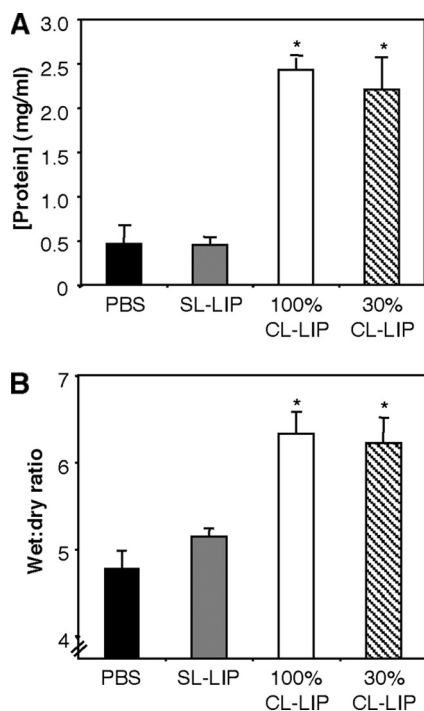 A
[Protein] (mg/ml)
3.0
2.5
2.0
1.5
1.0
0.5
0
*
*
PBS SL-LIP 100% CL-LIP 30% CL-LIP
B
Wet:dry ratio
7
6
5
4
*
*
PBS SL-LIP 100% CL-LIP 30% CL-LIP